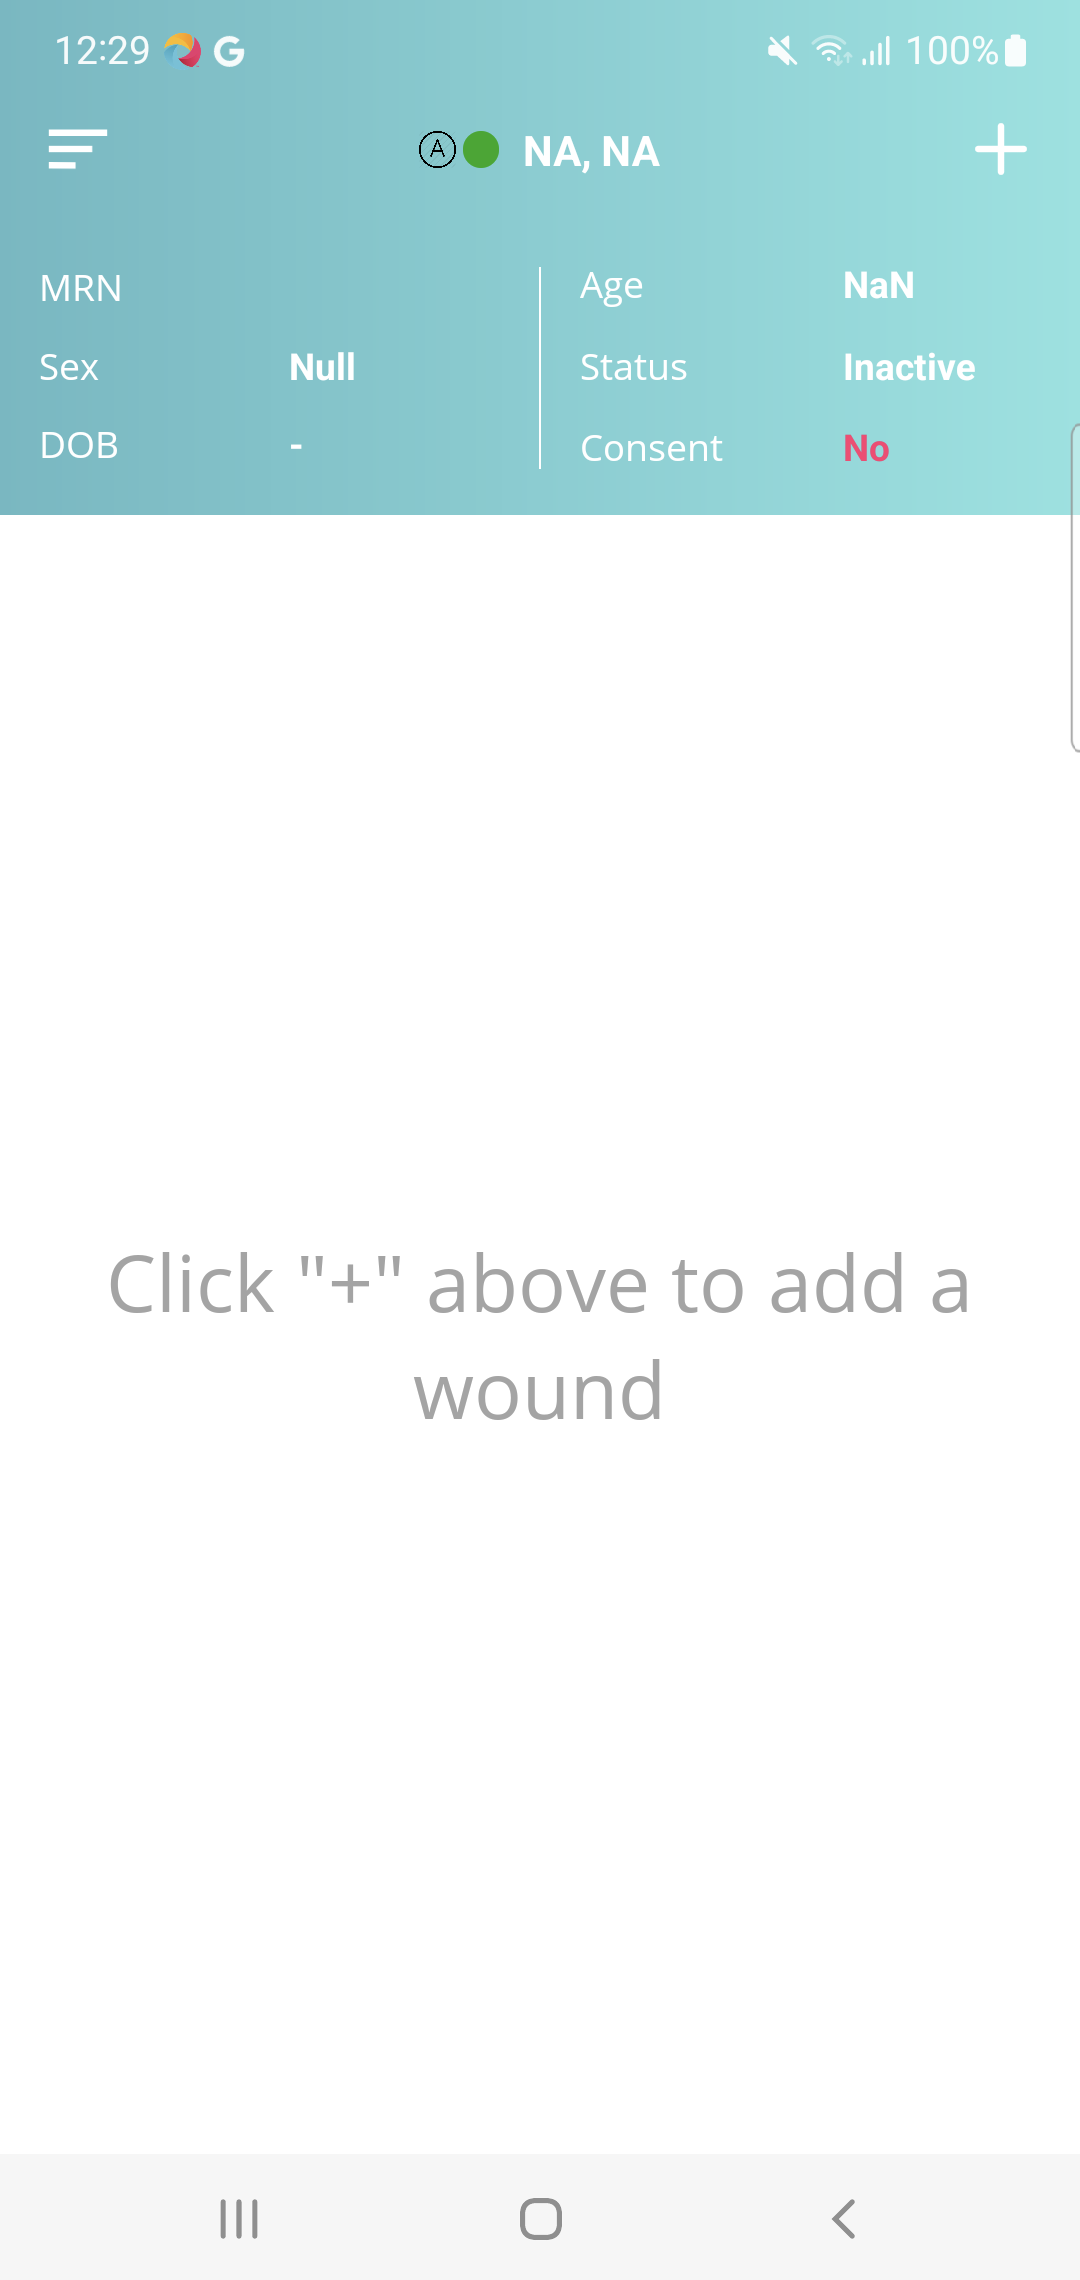 12:29 G 100%
A NA, NA
MRN
Sex Null
DOB -
Age NaN
Status Inactive
Consent No
Click "+" above to add a
wound